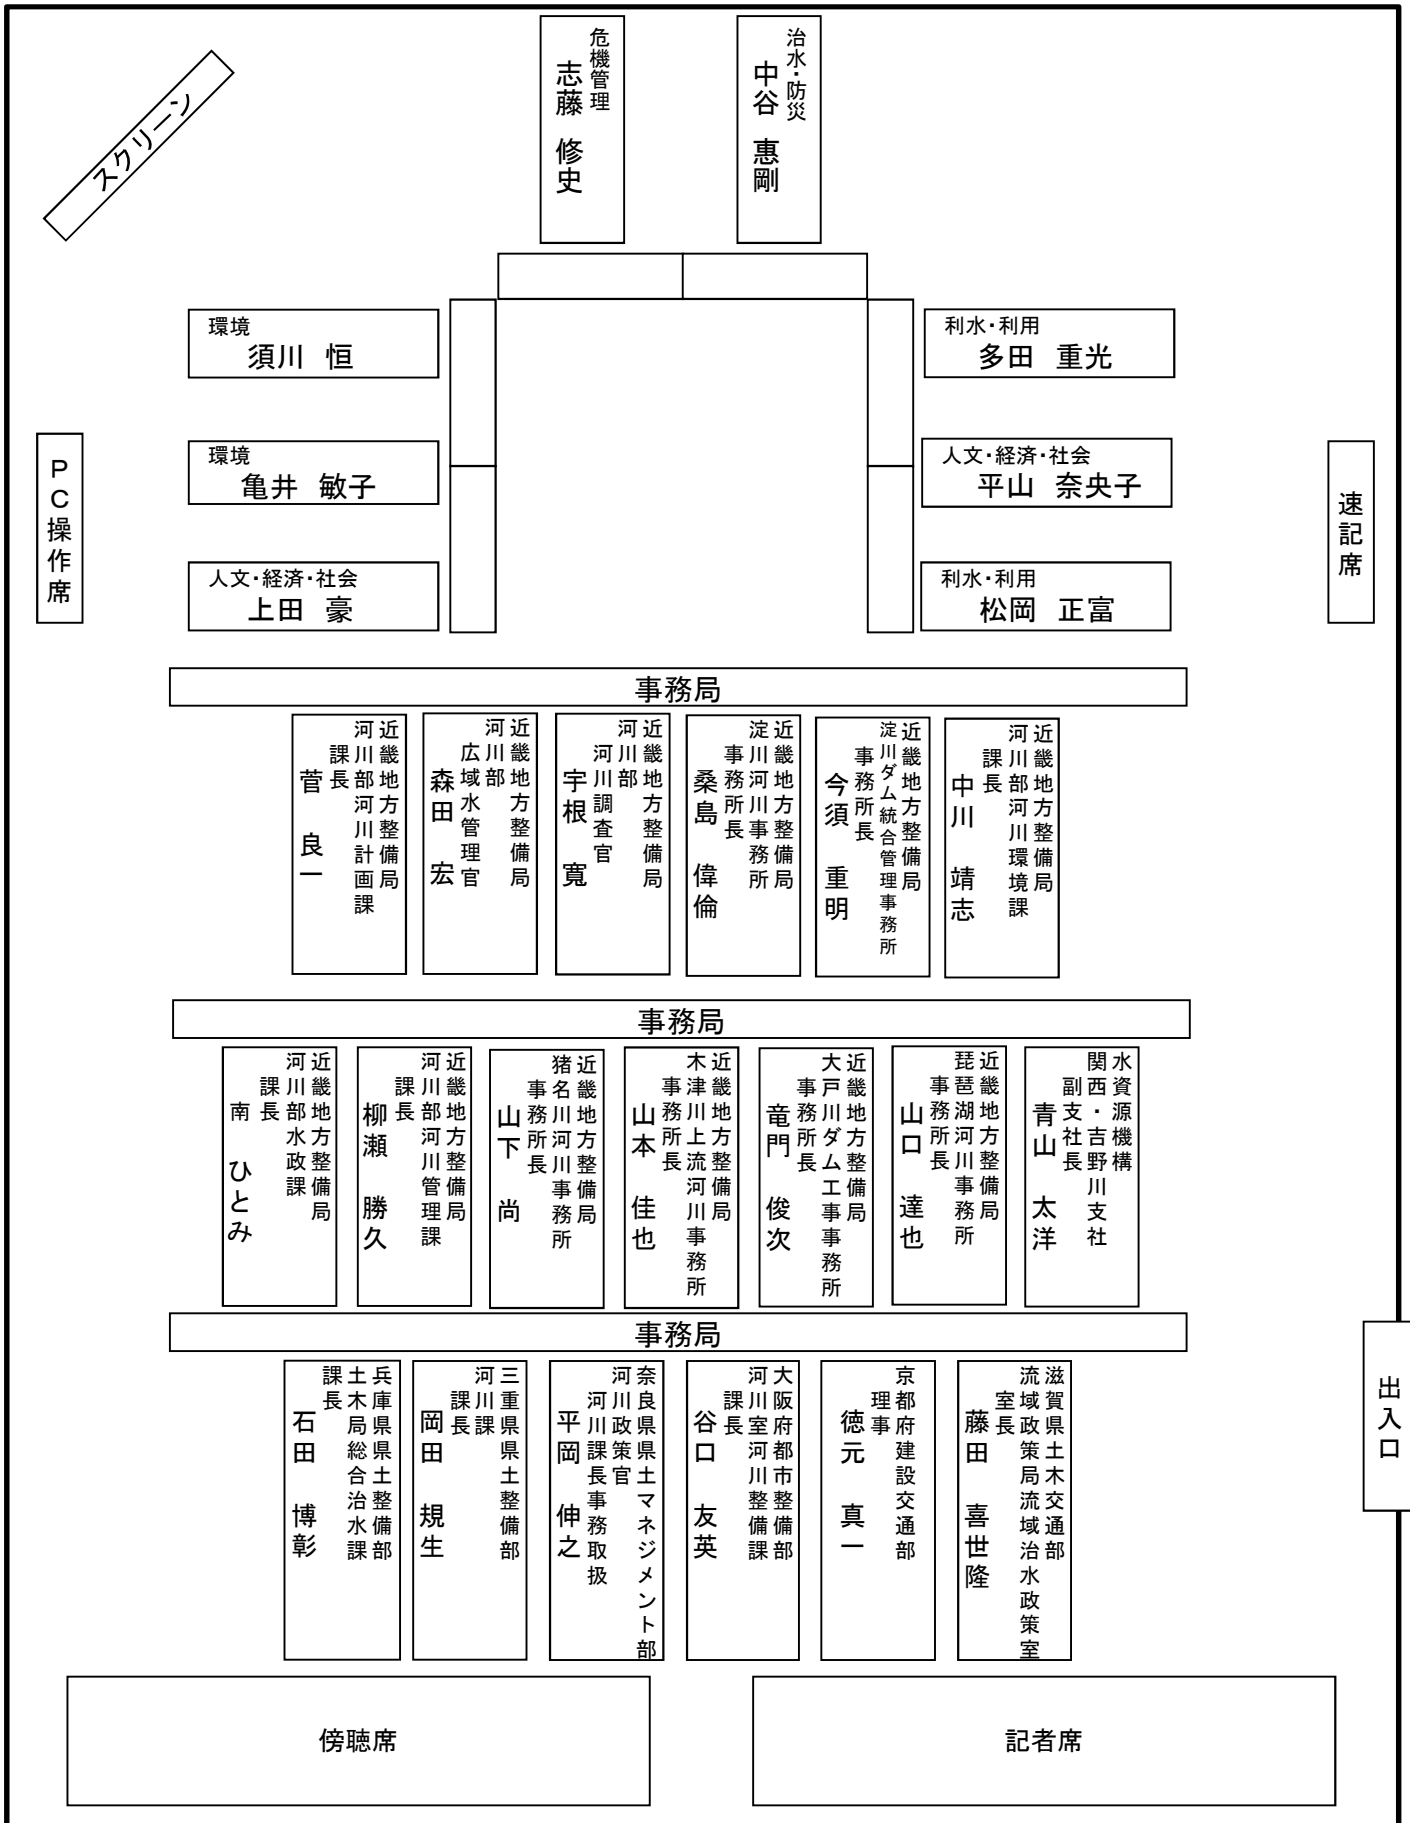 スクリーン
危機管理
志藤 修史
治水・防災
中谷 惠剛
環境
須川 恒
利水・利用
多田 重光
環境
亀井 敏子
人文・経済・社会
平山 奈央子
人文・経済・社会
上田 豪
利水・利用
松岡 正富
PC操作席
速記席
事務局
近畿地方整備局
河川部河川計画課
課長
菅 良一
近畿地方整備局
河川部
広域水管理官
森田 宏
近畿地方整備局
河川部
河川調査官
宇根 寛
近畿地方整備局
淀川河川事務所
事務所長
桑島 偉倫
近畿地方整備局
淀川ダム統合管理事務所
事務所長
今須 重明
近畿地方整備局
河川部河川環境課
課長
中川 靖志
事務局
近畿地方整備局
河川部水政課
課長
南 ひとみ
近畿地方整備局
河川部河川管理課
課長
柳瀬 勝久
近畿地方整備局
猪名川河川事務所
事務所長
山下 尚
近畿地方整備局
木津川上流河川事務所
事務所長
山本 佳也
近畿地方整備局
大戸川ダム工事事務所
事務所長
竜門 俊次
近畿地方整備局
琵琶湖河川事務所
事務所長
山口 達也
水資源機構
関西・吉野川支社
副支社長
青山 太洋
事務局
兵庫県県土整備部
土木局総合治水課
課長
石田 博彰
三重県県土整備部
河川課
課長
岡田 規生
奈良県県土マネジメント部
河川政策官
河川課長事務取扱
平岡 伸之
大阪府都市整備部
河川室河川整備課
課長
谷口 友英
京都府建設交通部
理事
徳元 真一
滋賀県土木交通部
流域政策局流域治水政策室
室長
藤田 喜世隆
出入口
傍聴席
記者席